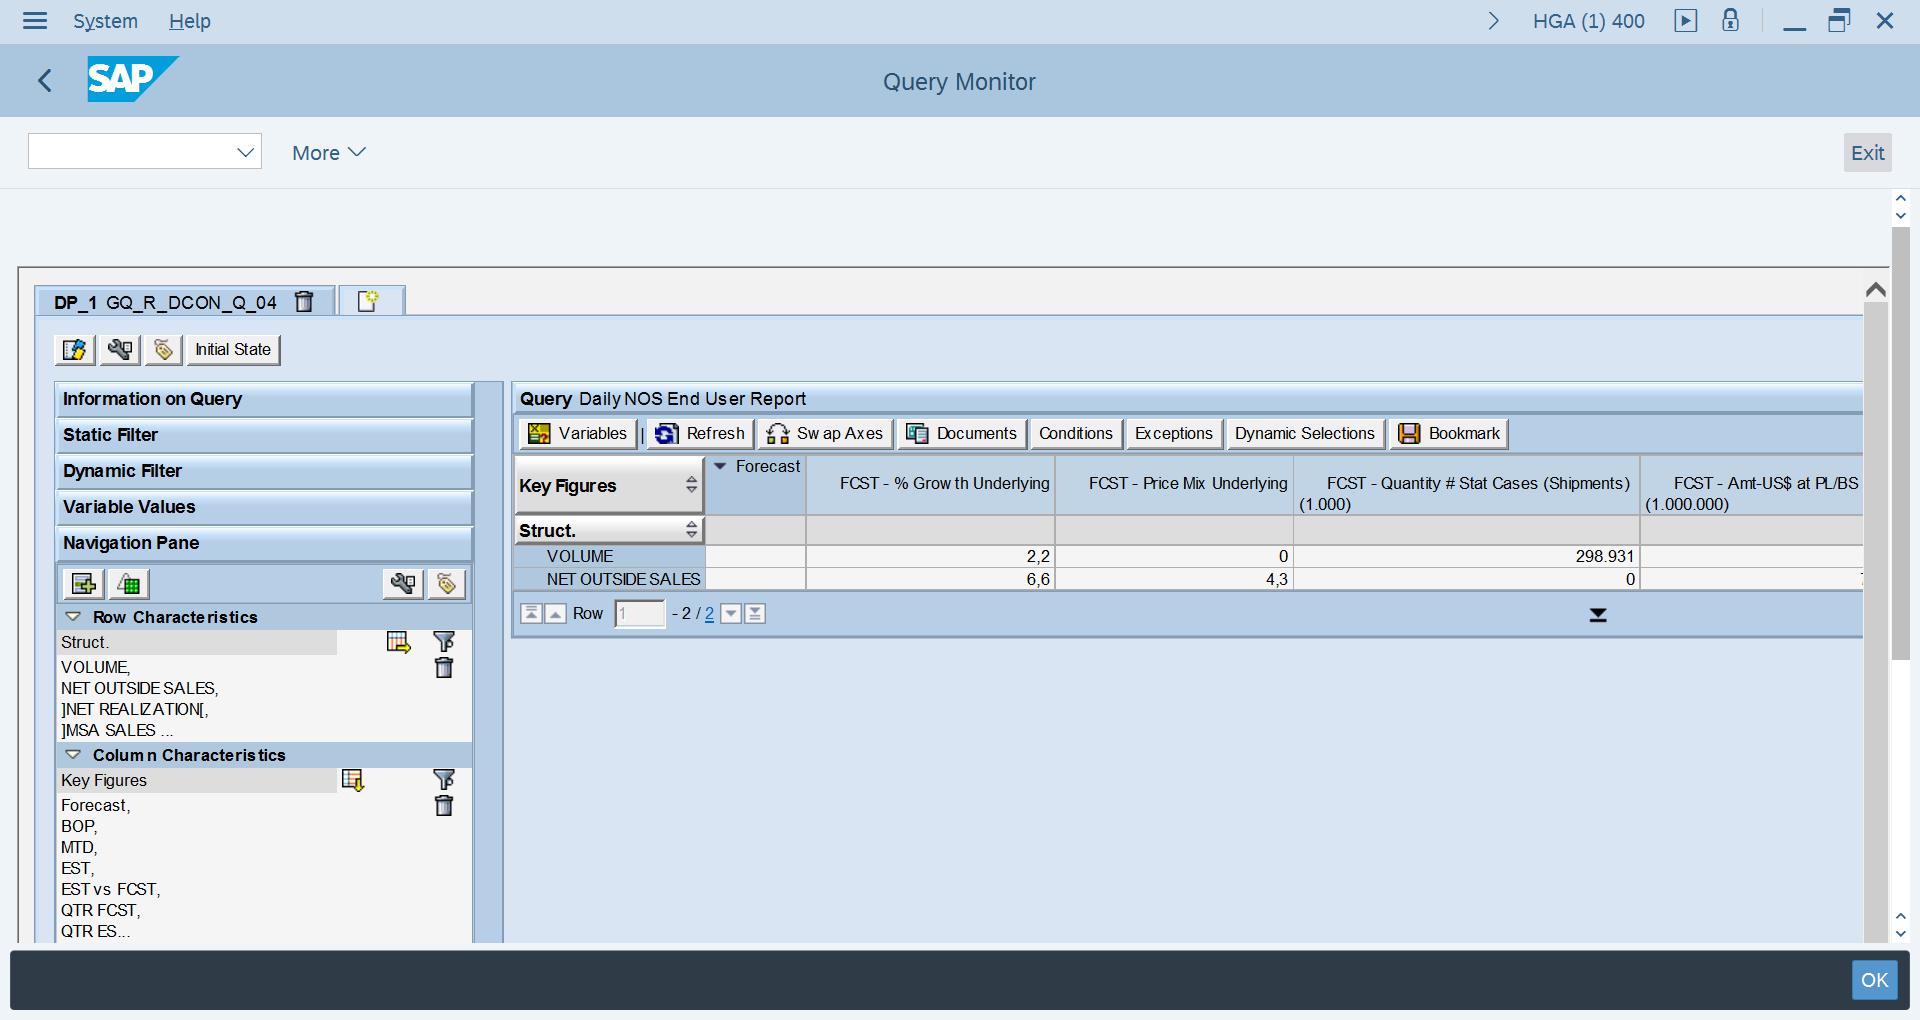 System Help HGA (1) 400
SAP Query Monitor
More Exit
DP_1 GQ_R_DCON_Q_04
Initial State
Information on Query
Static Filter
Dynamic Filter
Variable Values
Navigation Pane
Row Characteristics
Struct.
VOLUME,
NET OUTSIDE SALES,
]NET REALIZATION[,
]MSA SALES ...
Column Characteristics
Key Figures
Forecast,
BOP,
MTD,
EST,
EST vs FCST,
QTR FCST,
QTR ES...
Query Daily NOS End User Report
Variables | Refresh Swap Axes Documents Conditions Exceptions Dynamic Selections Bookmark
Key Figures Forecast FCST - % Growth Underlying FCST - Price Mix Underlying FCST - Quantity # Stat Cases (Shipments) (1.000) FCST - Amt-US$ at PL/BS (1.000.000)
Struct.
VOLUME 2,2 0 298.931
NET OUTSIDE SALES 6,6 4,3 0
Row 1 - 2 / 2
OK